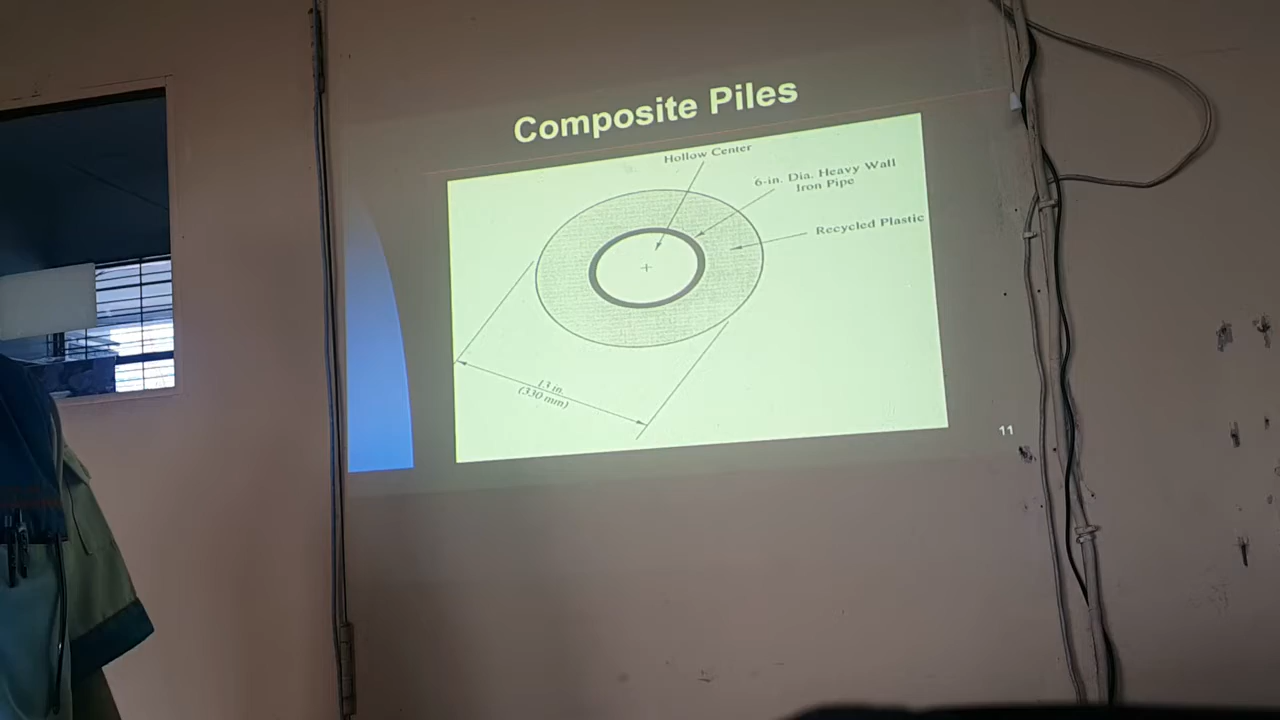 Composite Piles
Hollow Center
6-in. Dia. Heavy Wall
Iron Pipe
Recycled Plastic
13 in.
(330 mm)
11